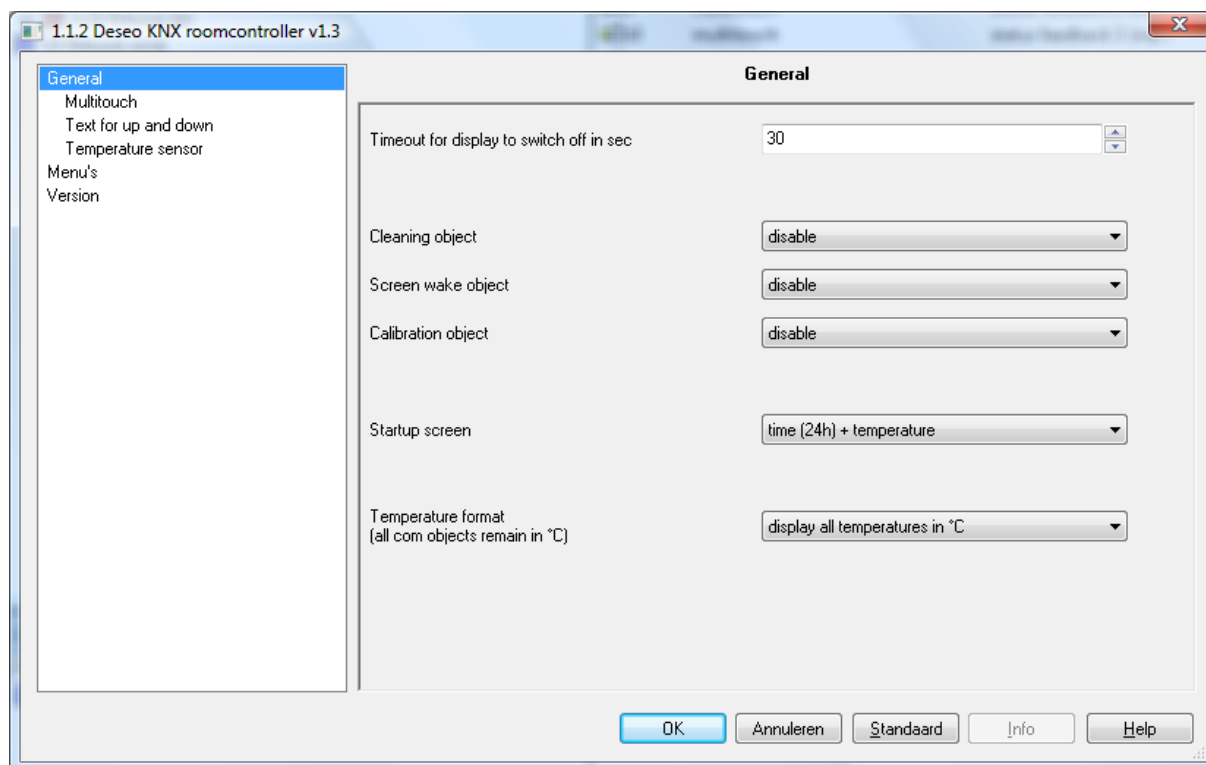 1.1.2 Deseo KNX roomcontroller v1.3
General
Multitouch
Text for up and down
Temperature sensor
Menu's
Version
General
Timeout for display to switch off in sec
30
Cleaning object
disable
Screen wake object
disable
Calibration object
disable
Startup screen
time (24h) + temperature
Temperature format
(all com objects remain in °C)
display all temperatures in °C
OK
Annuleren
Standaard
Info
Help